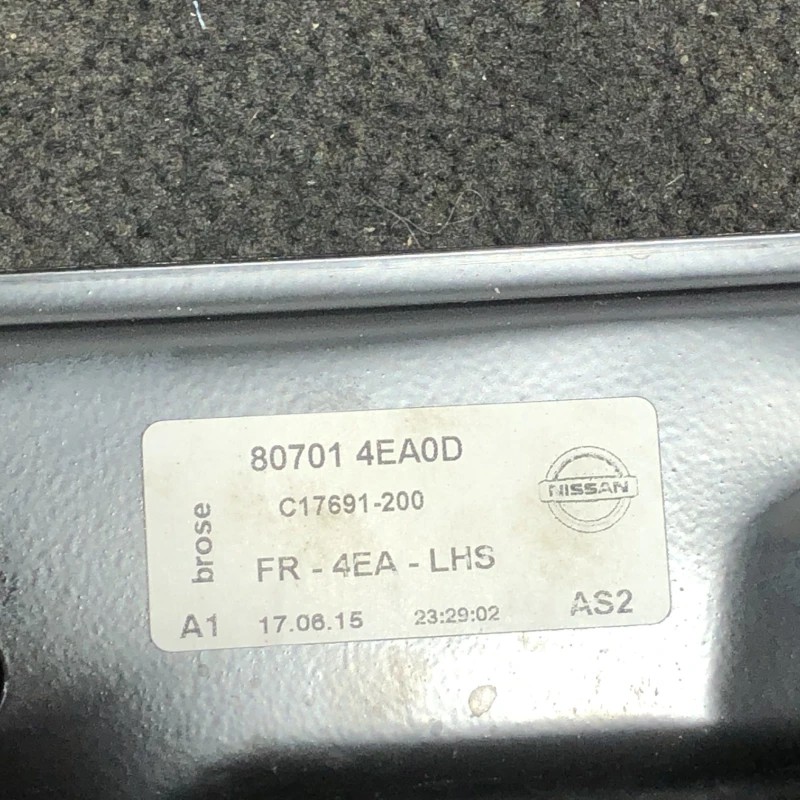 80701 4EA0D
C17691-200
NISSAN
brose
FR - 4EA - LHS
A1 17.06.15 23:29:02 AS2